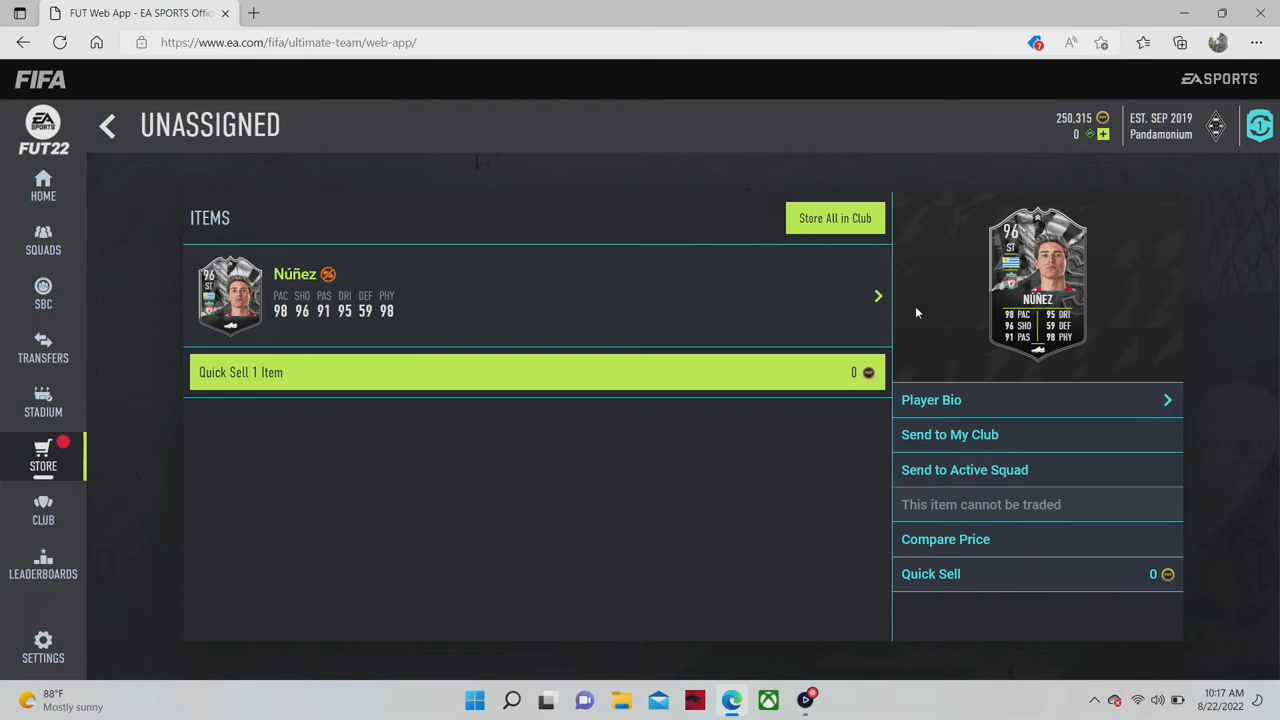 FUT Web App - EA SPORTS Offic
https://www.ea.com/fifa/ultimate-team/web-app/
7
FIFA
EA SPORTS
EA SPORTS
FUT22
UNASSIGNED
250,315
0
EST. SEP 2019
Pandamonium
1
HOME
SQUADS
SBC
TRANSFERS
STADIUM
STORE
CLUB
LEADERBOARDS
SETTINGS
ITEMS
Store All in Club
96
ST
Núñez
PAC SHO PAS DRI DEF PHY
98 96 91 95 59 98
Quick Sell 1 Item 0
96
ST
NÚÑEZ
98 PAC 95 DRI
96 SHO 59 DEF
91 PAS 98 PHY
Player Bio
Send to My Club
Send to Active Squad
This item cannot be traded
Compare Price
Quick Sell 0
88°F
Mostly sunny
10:17 AM
8/22/2022